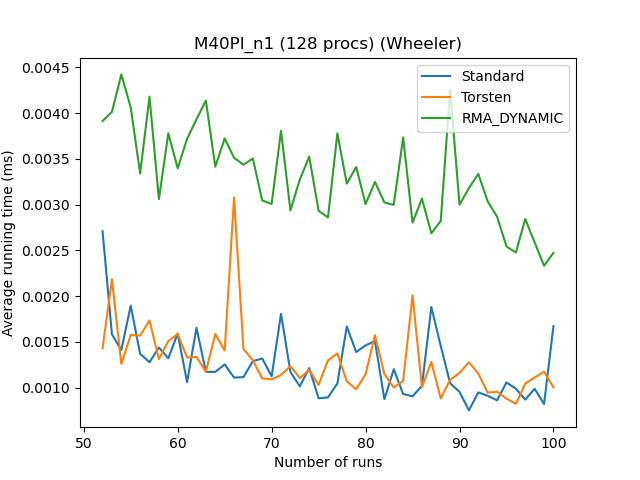 M40PI_n1 (128 procs) (Wheeler)
Standard
Torsten
RMA_DYNAMIC
Average running time (ms)
0.0045
0.0040
0.0035
0.0030
0.0025
0.0020
0.0015
0.0010
50
60
70
80
90
100
Number of runs